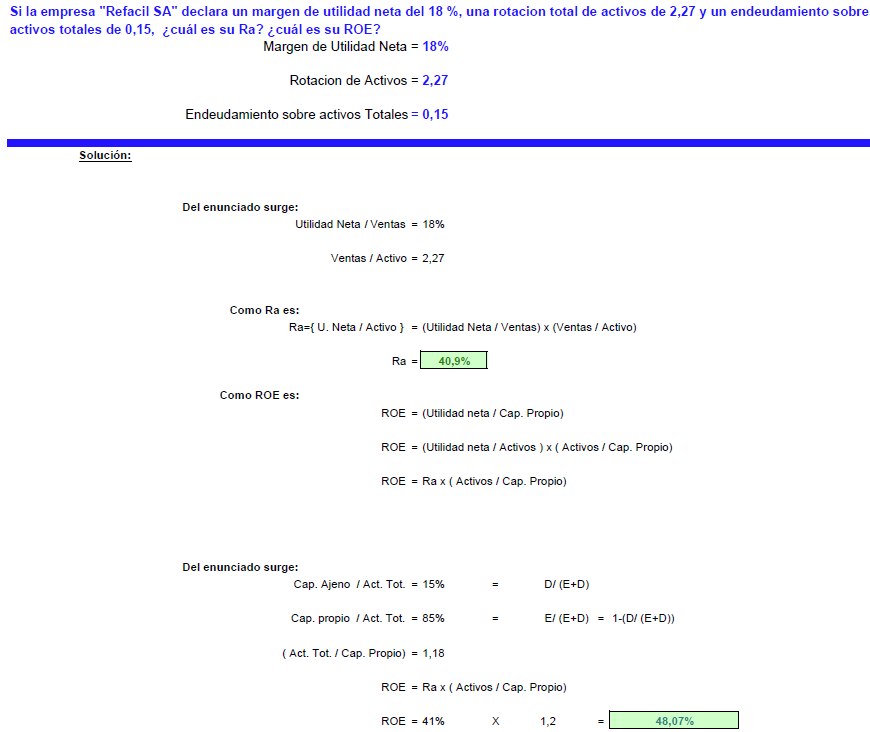 Si la empresa "Refacil SA" declara un margen de utilidad neta del 18 %, una rotacion total de activos de 2,27 y un endeudamiento sobre
activos totales de 0,15, ¿cuál es su Ra? ¿cuál es su ROE?
Margen de Utilidad Neta = 18%
Rotacion de Activos = 2,27
Endeudamiento sobre activos Totales = 0,15
Solución:
Del enunciado surge:
Utilidad Neta / Ventas = 18%
Ventas / Activo = 2,27
Como Ra es:
Ra={ U. Neta / Activo } = (Utilidad Neta / Ventas) x (Ventas / Activo)
Ra = 40,9%
Como ROE es:
ROE = (Utilidad neta / Cap. Propio)
ROE = (Utilidad neta / Activos ) x ( Activos / Cap. Propio)
ROE = Ra x ( Activos / Cap. Propio)
Del enunciado surge:
Cap. Ajeno / Act. Tot. = 15% = D/ (E+D)
Cap. propio / Act. Tot. = 85% = E/ (E+D) = 1-(D/ (E+D))
( Act. Tot. / Cap. Propio) = 1,18
ROE = Ra x ( Activos / Cap. Propio)
ROE = 41% X 1,2 = 48,07%